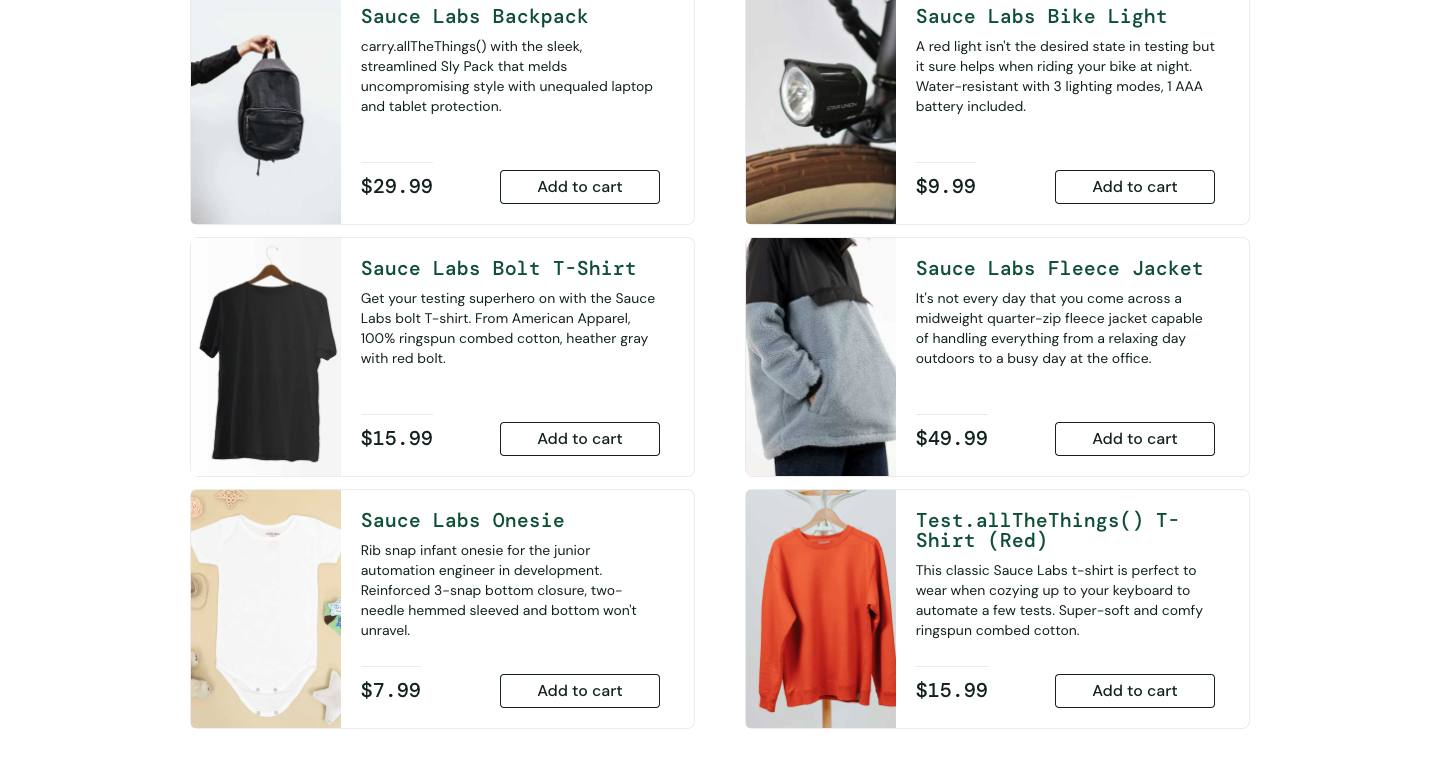 Sauce Labs Backpack
carry.allTheThings() with the sleek,
streamlined Sly Pack that melds
uncompromising style with unequaled laptop
and tablet protection.
$29.99
Add to cart
Sauce Labs Bike Light
A red light isn't the desired state in testing but
it sure helps when riding your bike at night.
Water-resistant with 3 lighting modes, 1 AAA
battery included.
$9.99
Add to cart
Sauce Labs Bolt T-Shirt
Get your testing superhero on with the Sauce
Labs bolt T-shirt. From American Apparel,
100% ringspun combed cotton, heather gray
with red bolt.
$15.99
Add to cart
Sauce Labs Fleece Jacket
It's not every day that you come across a
midweight quarter-zip fleece jacket capable
of handling everything from a relaxing day
outdoors to a busy day at the office.
$49.99
Add to cart
Sauce Labs Onesie
Rib snap infant onesie for the junior
automation engineer in development.
Reinforced 3-snap bottom closure, two-
needle hemmed sleeved and bottom won't
unravel.
$7.99
Add to cart
Test.allTheThings() T-
Shirt (Red)
This classic Sauce Labs t-shirt is perfect to
wear when cozying up to your keyboard to
automate a few tests. Super-soft and comfy
ringspun combed cotton.
$15.99
Add to cart